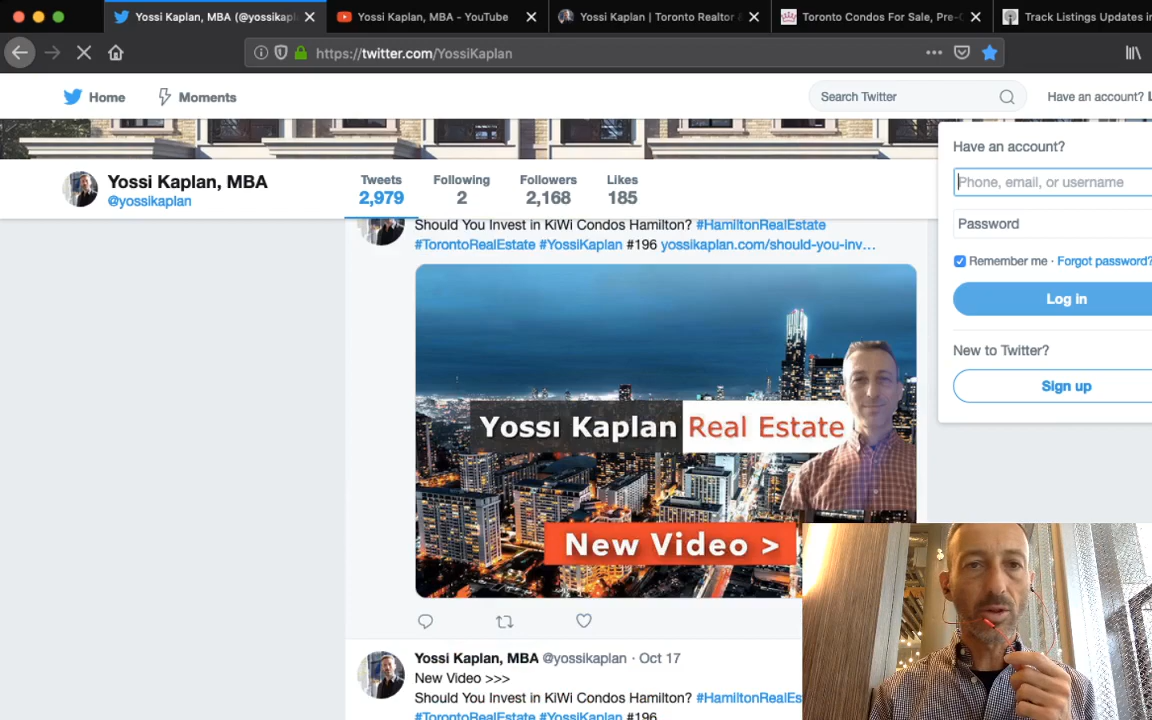 Yossi Kaplan, MBA (@yossikapl
Yossi Kaplan, MBA - YouTube
Yossi Kaplan | Toronto Realtor
Toronto Condos For Sale, Pre-C
Track Listings Updates in
https://twitter.com/YossiKaplan
Home
Moments
Search Twitter
Have an account? L
Have an account?
Phone, email, or username
Password
Remember me · Forgot password?
Log in
New to Twitter?
Sign up
Yossi Kaplan, MBA
@yossikaplan
Tweets
2,979
Following
2
Followers
2,168
Likes
185
Should You Invest in KiWi Condos Hamilton? #HamiltonRealEstate
#TorontoRealEstate #YossiKaplan #196 yossikaplan.com/should-you-inv…
Yossi Kaplan Real Estate
New Video >
Yossi Kaplan, MBA @yossikaplan · Oct 17
New Video >>>
Should You Invest in KiWi Condos Hamilton? #HamiltonRealEs
#TorontoRealEstate #YossiKaplan #196